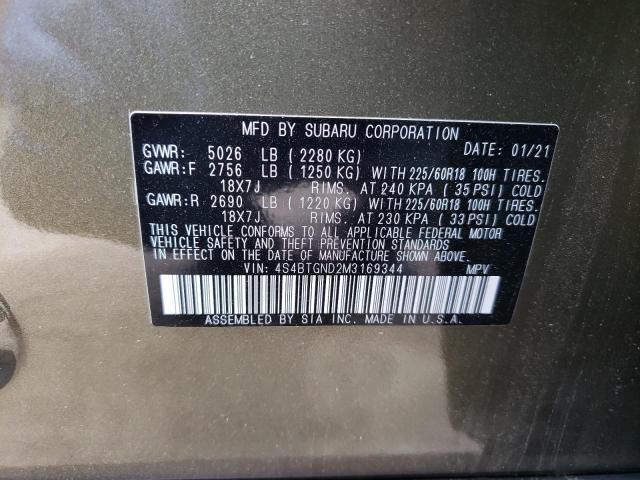 MFD BY SUBARU CORPORATION
GVWR: 5026 LB (2280 KG) DATE: 01/21
GAWR:F 2756 LB (1250 KG) WITH 225/60R18 100H TIRES.
18X7J RIMS. AT 240 KPA (35 PSI) COLD
GAWR:R 2690 LB (1220 KG) WITH 225/60R18 100H TIRES.
18X7J RIMS. AT 230 KPA (33 PSI) COLD
THIS VEHICLE CONFORMS TO ALL APPLICABLE FEDERAL MOTOR
VEHICLE SAFETY AND THEFT PREVENTION STANDARDS
IN EFFECT ON THE DATE OF MANUFACTURE SHOWN ABOVE.
VIN: 4S4BTGND2M3169344 MPV
ASSEMBLED BY SIA INC. MADE IN U.S.A.